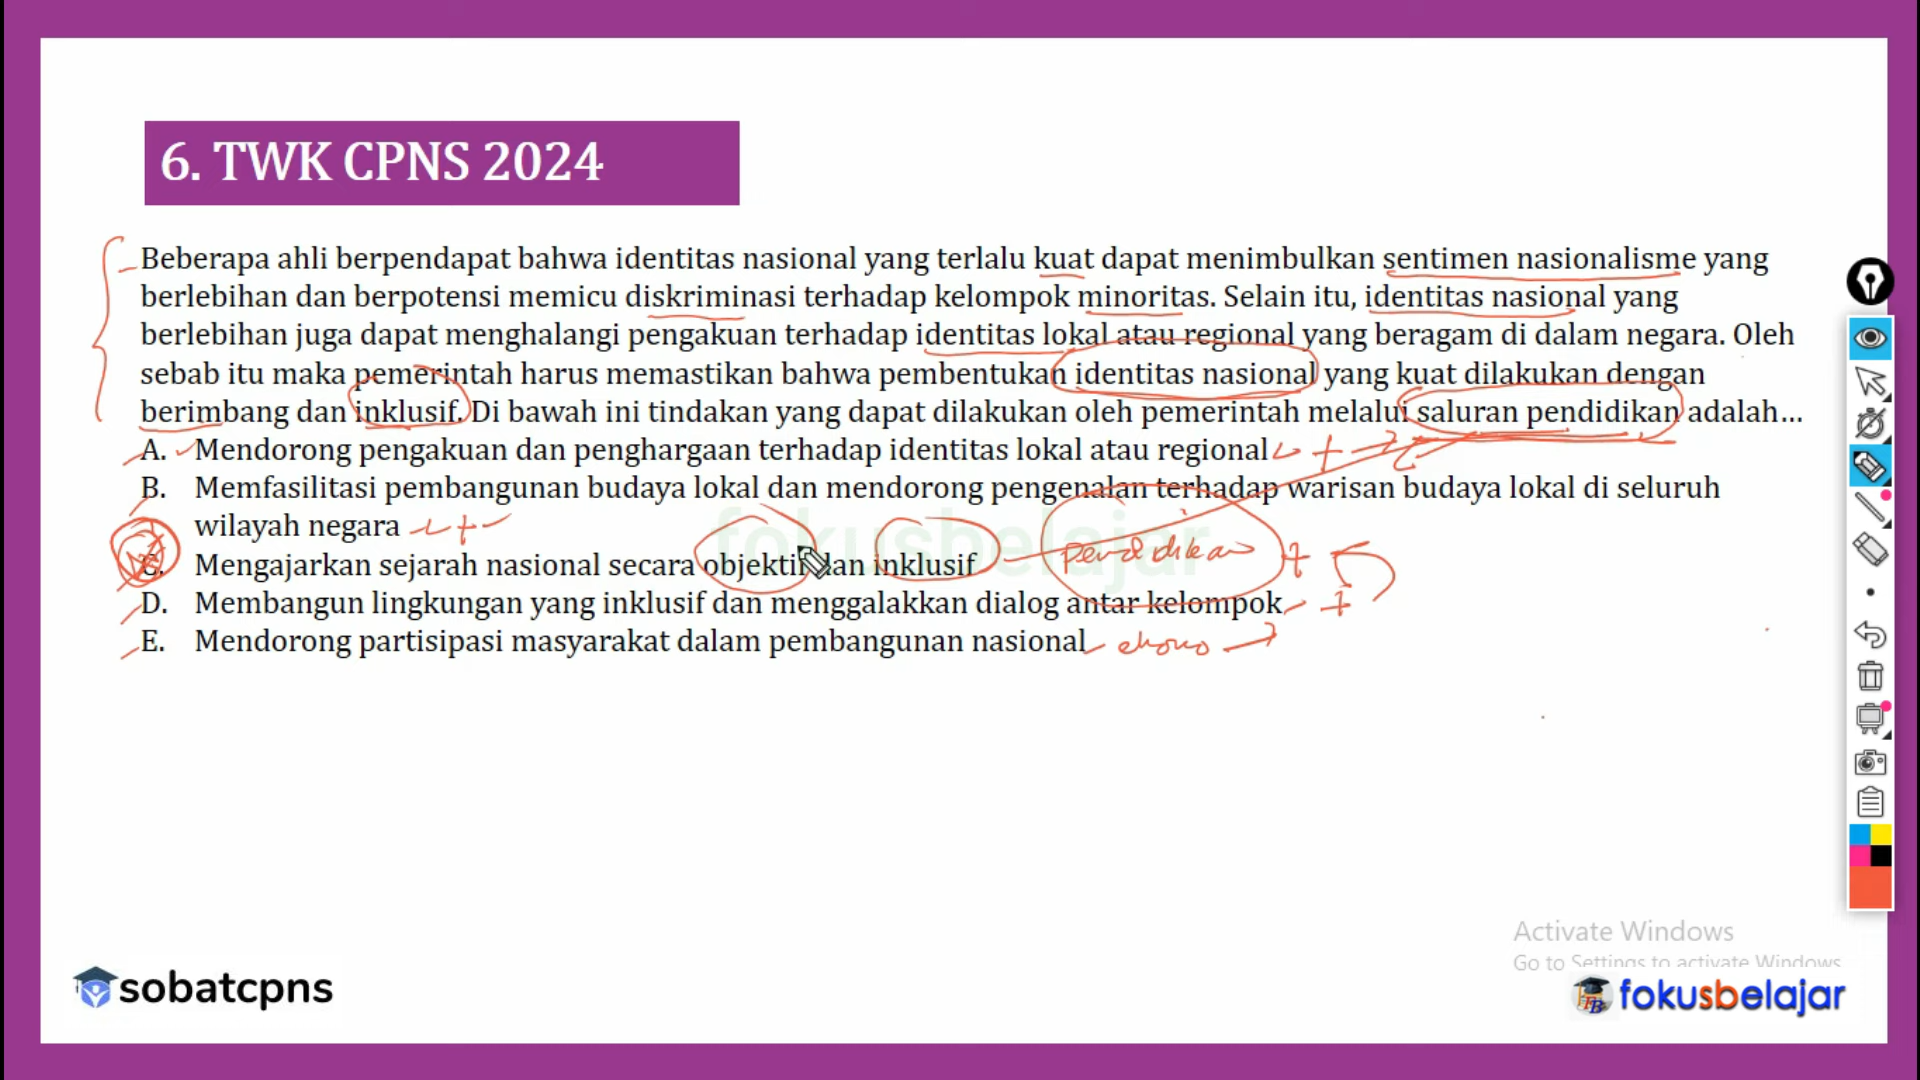 6. TWK CPNS 2024
Beberapa ahli berpendapat bahwa identitas nasional yang terlalu kuat dapat menimbulkan sentimen nasionalisme yang
berlebihan dan berpotensi memicu diskriminasi terhadap kelompok minoritas. Selain itu, identitas nasional yang
berlebihan juga dapat menghalangi pengakuan terhadap identitas lokal atau regional yang beragam di dalam negara. Oleh
sebab itu maka pemerintah harus memastikan bahwa pembentukan identitas nasional yang kuat dilakukan dengan
berimbang dan inklusif. Di bawah ini tindakan yang dapat dilakukan oleh pemerintah melalui saluran pendidikan adalah...
A. Mendorong pengakuan dan penghargaan terhadap identitas lokal atau regional +
B. Memfasilitasi pembangunan budaya lokal dan mendorong pengenalan terhadap warisan budaya lokal di seluruh
wilayah negara +
fokusbelajar
C. Mengajarkan sejarah nasional secara objektif dan inklusif pendidikan +
D. Membangun lingkungan yang inklusif dan menggalakkan dialog antar kelompok +
E. Mendorong partisipasi masyarakat dalam pembangunan nasional
Activate Windows
Go to Settings to activate Windows
sobatcpns
fokusbelajar